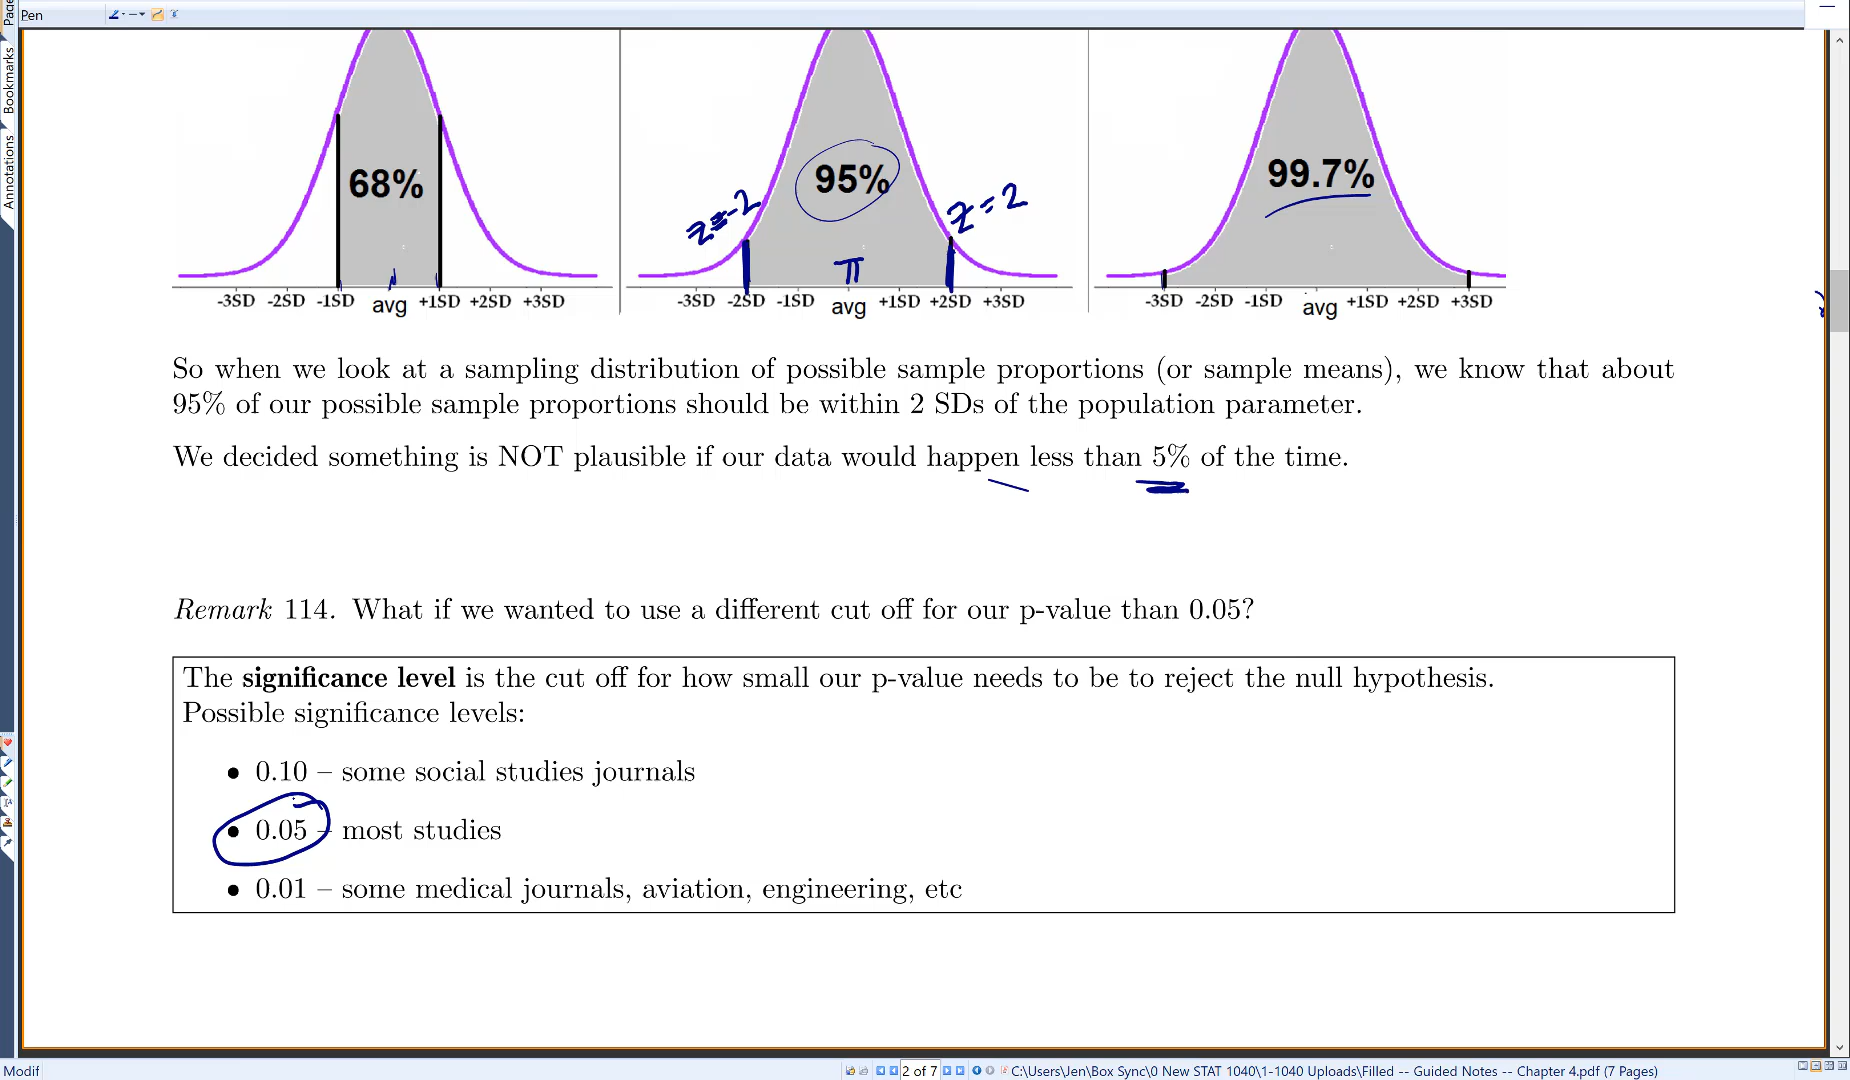 Pen
Page
Bookmarks
Annotations
68%
95%
99.7%
z=-2
z=2
π
-3SD -2SD -1SD avg +1SD +2SD +3SD
-3SD -2SD -1SD avg +1SD +2SD +3SD
-3SD -2SD -1SD avg +1SD +2SD +3SD
So when we look at a sampling distribution of possible sample proportions (or sample means), we know that about
95% of our possible sample proportions should be within 2 SDs of the population parameter.
We decided something is NOT plausible if our data would happen less than 5% of the time.
Remark 114. What if we wanted to use a different cut off for our p-value than 0.05?
The significance level is the cut off for how small our p-value needs to be to reject the null hypothesis.
Possible significance levels:
• 0.10 – some social studies journals
• 0.05 – most studies
• 0.01 – some medical journals, aviation, engineering, etc
Modif
2 of 7
C:\Users\Jen\Box Sync\0 New STAT 1040\1-1040 Uploads\Filled -- Guided Notes -- Chapter 4.pdf (7 Pages)